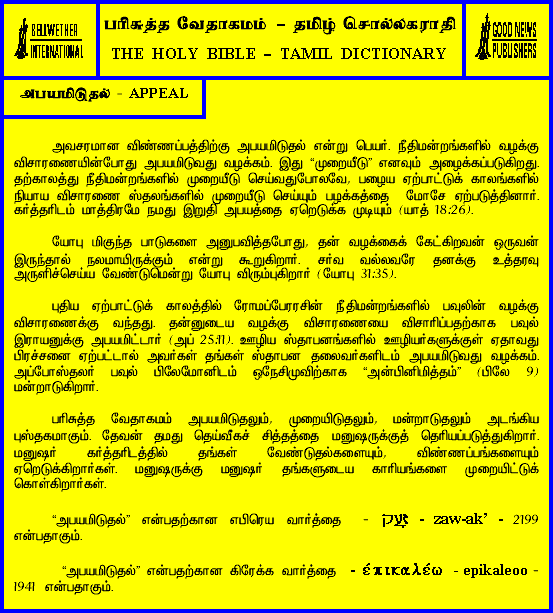 BELLWETHER
INTERNATIONAL
பரிசுத்த வேதாகமம் – தமிழ் சொல்லகராதி
THE HOLY BIBLE – TAMIL DICTIONARY
GOOD NEWS
PUBLISHERS
அபயமிடுதல் - APPEAL
அவசரமான விண்ணப்பத்திற்கு அபயமிடுதல் என்று பெயர். நீதிமன்றங்களில் வழக்கு
விசாரணையின்போது அபயமிடுவது வழக்கம். இது “முறையீடு” எனவும் அழைக்கப்படுகிறது.
தற்காலத்து நீதிமன்றங்களில் முறையீடு செய்வதுபோலவே, பழைய ஏற்பாட்டுக் காலங்களில்
நியாய விசாரணை ஸ்தலங்களில் முறையீடு செய்யும் பழக்கத்தை மோசே ஏற்படுத்தினார்.
கர்த்தரிடம் மாத்திரமே நமது இறுதி அபயத்தை ஏறெடுக்க முடியும் (யாத் 18:26).
யோபு மிகுந்த பாடுகளை அனுபவித்தபோது, தன் வழக்கைக் கேட்கிறவன் ஒருவன்
இருந்தால் நலமாயிருக்கும் என்று கூறுகிறார். சர்வ வல்லவரே தனக்கு உத்தரவு
அருளிச்செய்ய வேண்டுமென்று யோபு விரும்புகிறார் (யோபு 31:35).
புதிய ஏற்பாட்டுக் காலத்தில் ரோமப்பேரரசின் நீதிமன்றங்களில் பவுலின் வழக்கு
விசாரணைக்கு வந்தது. தன்னுடைய வழக்கு விசாரணையை விசாரிப்பதற்காக பவுல்
இராயனுக்கு அபயமிட்டார் (அப் 25:11). ஊழிய ஸ்தாபனங்களில் ஊழியர்களுக்குள் ஏதாவது
பிரச்சனை ஏற்பட்டால் அவர்கள் தங்கள் ஸ்தாபன தலைவர்களிடம் அபயமிடுவது வழக்கம்.
அப்போஸ்தலர் பவுல் பிலேமோனிடம் ஒநேசிமுவிற்காக “அன்பினிமித்தம்” (பிலே 9)
மன்றாடுகிறார்.
பரிசுத்த வேதாகமம் அபயமிடுதலும், முறையிடுதலும், மன்றாடுதலும் அடங்கிய
புஸ்தகமாகும். தேவன் தமது தெய்வீகச் சித்தத்தை மனுஷருக்குத் தெரியப்படுத்துகிறார்.
மனுஷர் கர்த்தரிடத்தில் தங்கள் வேண்டுதல்களையும், விண்ணப்பங்களையும்
ஏறெடுக்கிறார்கள். மனுஷருக்கு மனுஷர் தங்களுடைய காரியங்களை முறையிட்டுக்
கொள்கிறார்கள்.
“அபயமிடுதல்” என்பதற்கான எபிரெய வார்த்தை - זעק - zaw-ak’ - 2199
என்பதாகும்.
“அபயமிடுதல்” என்பதற்கான கிரேக்க வார்த்தை - ἐπικαλέω - epikaleoo -
1941 என்பதாகும்.